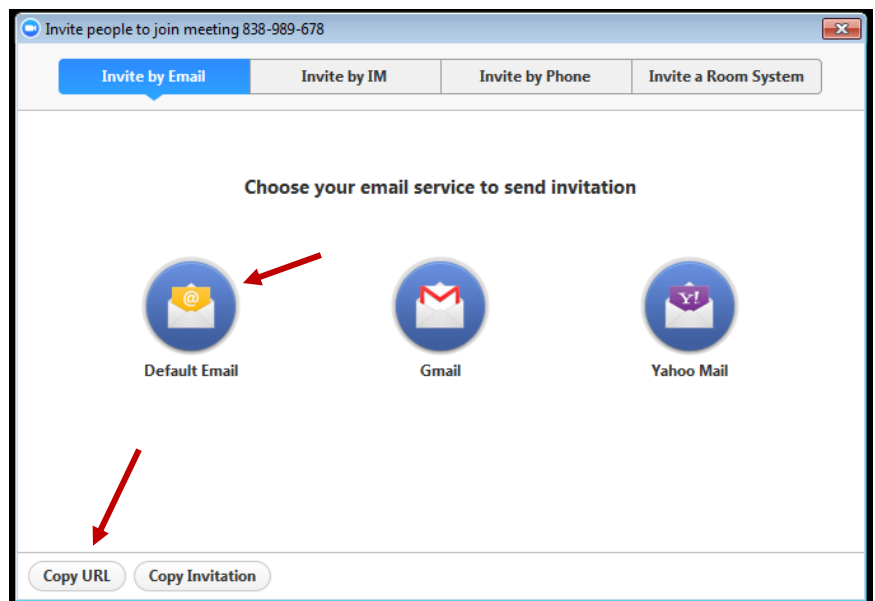 Invite people to join meeting 838-989-678
Invite by Email Invite by IM Invite by Phone Invite a Room System
Choose your email service to send invitation
@ Y!
Default Email Gmail Yahoo Mail
Copy URL Copy Invitation